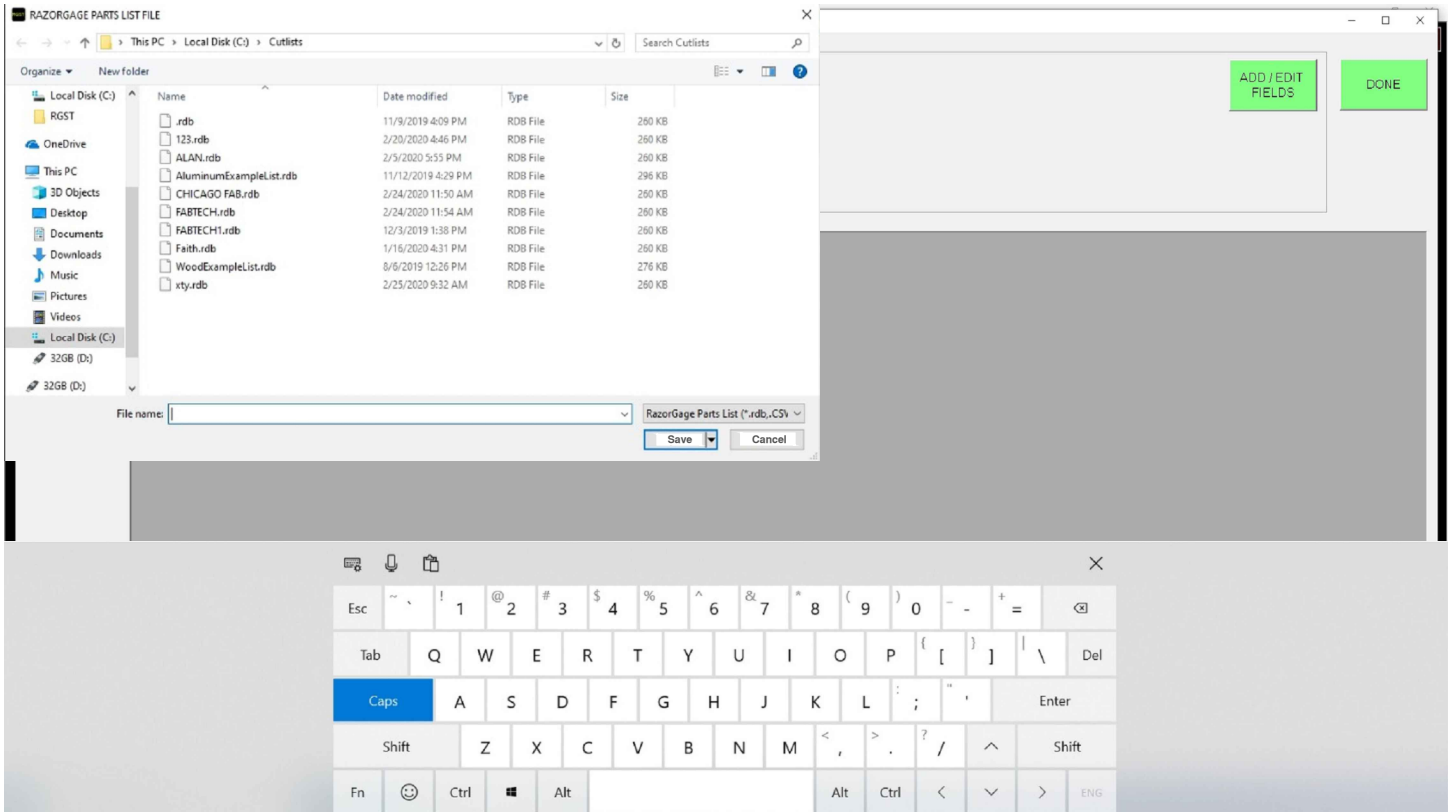 RGST RAZORGAGE PARTS LIST FILE
This PC > Local Disk (C:) > Cutlists
Search Cutlists
Organize New folder
ADD / EDIT FIELDS
DONE
Local Disk (C:)
RGST
OneDrive
This PC
3D Objects
Desktop
Documents
Downloads
Music
Pictures
Videos
Local Disk (C:)
32GB (D:)
32GB (D:)
Name Date modified Type Size
.rdb 11/9/2019 4:09 PM RDB File 260 KB
123.rdb 2/20/2020 4:46 PM RDB File 260 KB
ALAN.rdb 2/5/2020 5:55 PM RDB File 260 KB
AluminumExampleList.rdb 11/12/2019 4:29 PM RDB File 296 KB
CHICAGO FAB.rdb 2/24/2020 11:50 AM RDB File 260 KB
FABTECH.rdb 2/24/2020 11:54 AM RDB File 260 KB
FABTECH1.rdb 12/3/2019 1:38 PM RDB File 260 KB
Faith.rdb 1/16/2020 4:31 PM RDB File 260 KB
WoodExampleList.rdb 8/6/2019 12:26 PM RDB File 276 KB
xty.rdb 2/25/2020 9:32 AM RDB File 260 KB
File name: RazorGage Parts List (*.rdb,.CSV
Save Cancel
Esc ~ ` ! 1 @ 2 # 3 $ 4 % 5 ^ 6 & 7 * 8 ( 9 ) 0 _ - + =
Tab Q W E R T Y U I O P { [ } ] | \ Del
Caps A S D F G H J K L : ; " ' Enter
Shift Z X C V B N M < , > . ? / Shift
Fn Ctrl Alt Alt Ctrl ENG